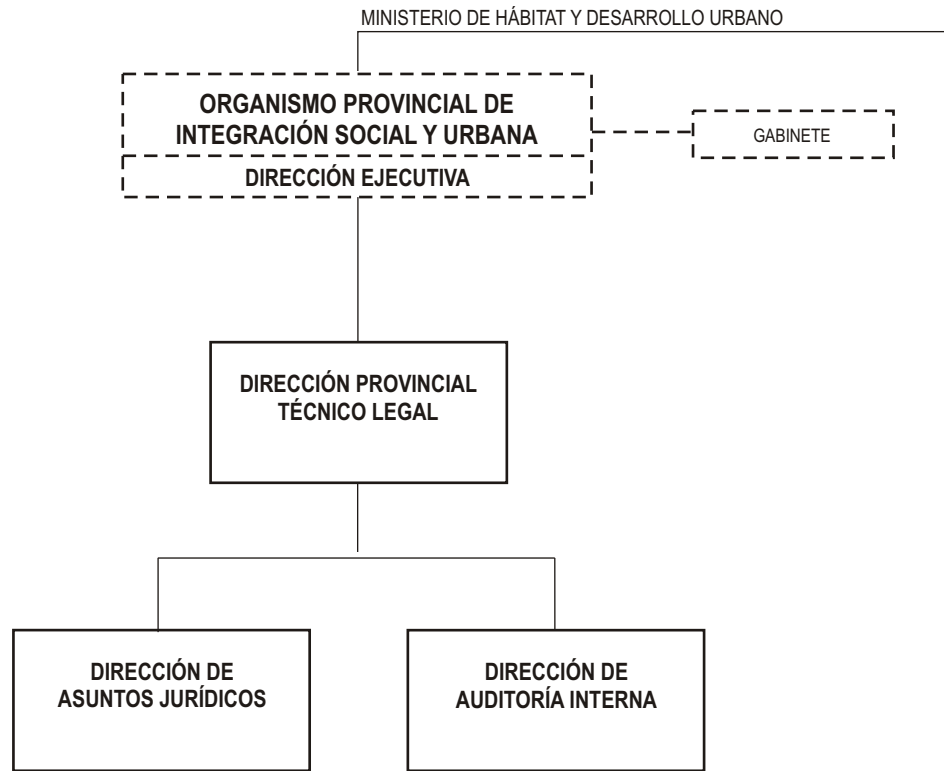 MINISTERIO DE HÁBITAT Y DESARROLLO URBANO
ORGANISMO PROVINCIAL DE
INTEGRACIÓN SOCIAL Y URBANA
DIRECCIÓN EJECUTIVA
GABINETE
DIRECCIÓN PROVINCIAL
TÉCNICO LEGAL
DIRECCIÓN DE
ASUNTOS JURÍDICOS
DIRECCIÓN DE
AUDITORÍA INTERNA